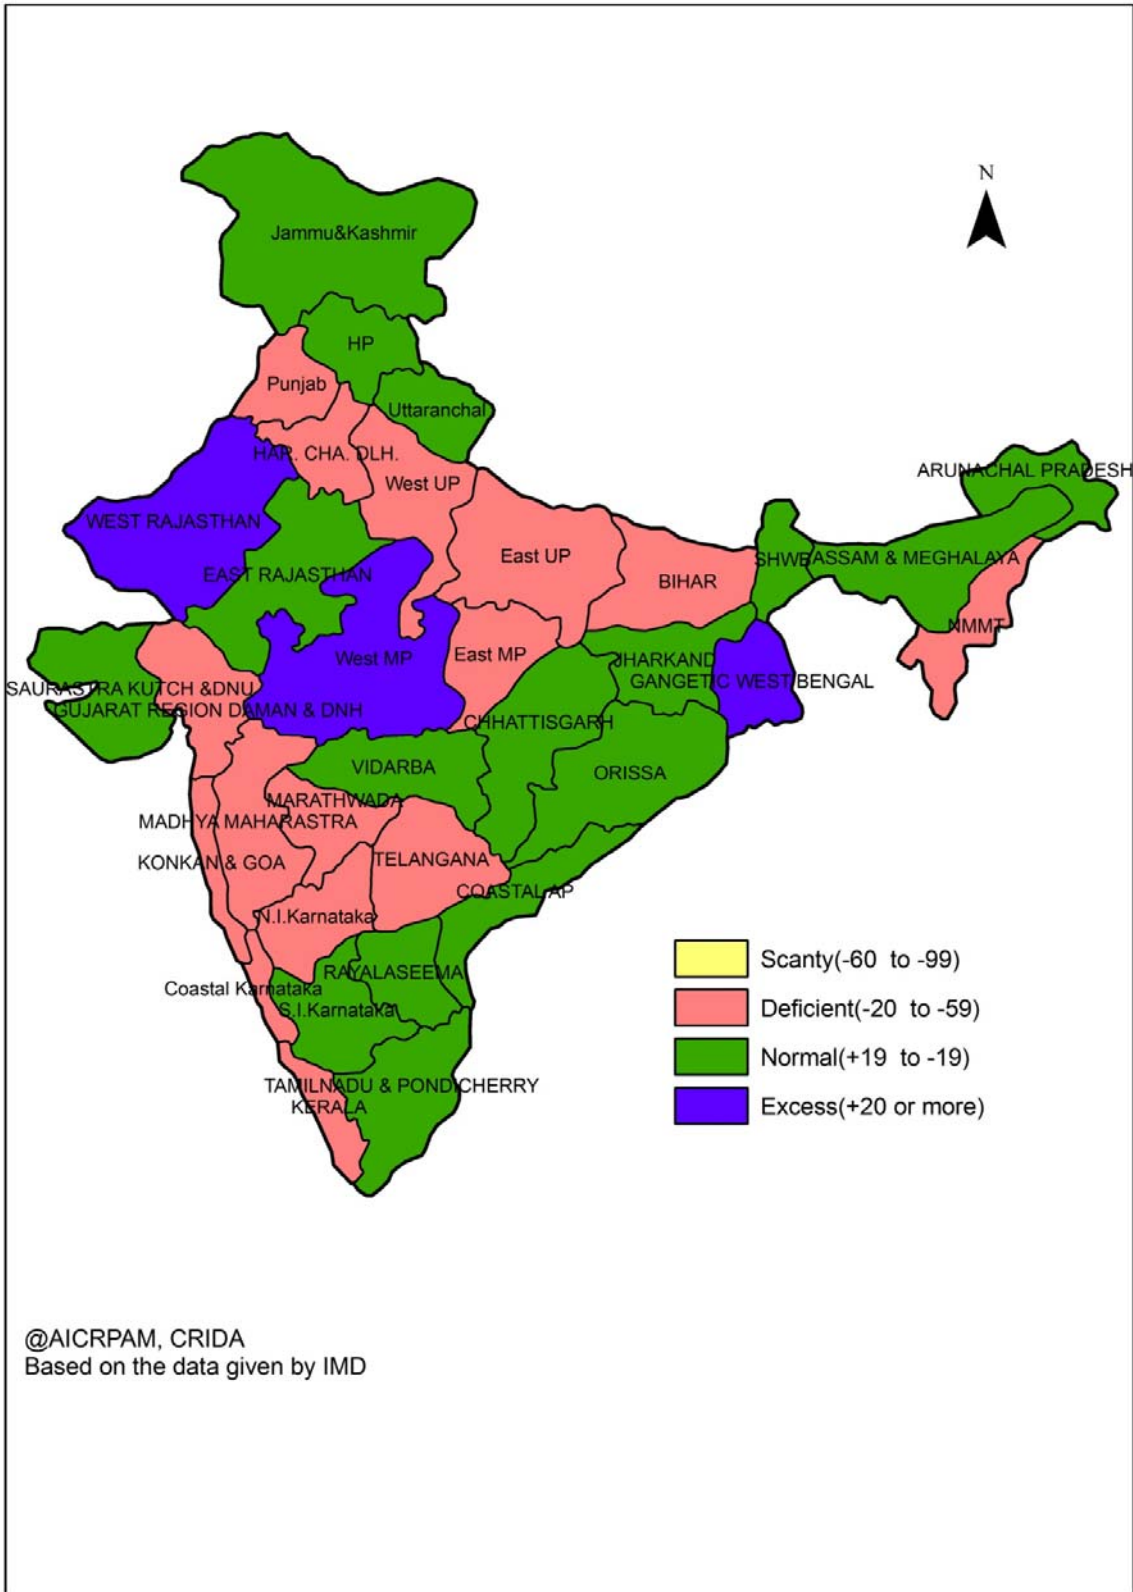 N
Jammu&Kashmir
HP
Punjab
Uttaranchal
HAR. CHA. DLH.
ARUNACHAL PRADESH
West UP
WEST RAJASTHAN
East UP
SHWB
ASSAM & MEGHALAYA
EAST RAJASTHAN
BIHAR
NMMT
West MP
East MP
JHARKAND
GANGETIC WEST BENGAL
SAURASTRA KUTCH &DNU
GUJARAT REGION DAMAN & DNH
CHHATTISGARH
VIDARBA
ORISSA
MARATHWADA
MADHYA MAHARASTRA
KONKAN & GOA
TELANGANA
COASTAL AP
N.I.Karnataka
RAYALASEEMA
Coastal Karnataka
S.I.Karnataka
TAMILNADU & PONDICHERRY
KERALA
Scanty(-60 to -99)
Deficient(-20 to -59)
Normal(+19 to -19)
Excess(+20 or more)
@AICRPAM, CRIDA
Based on the data given by IMD